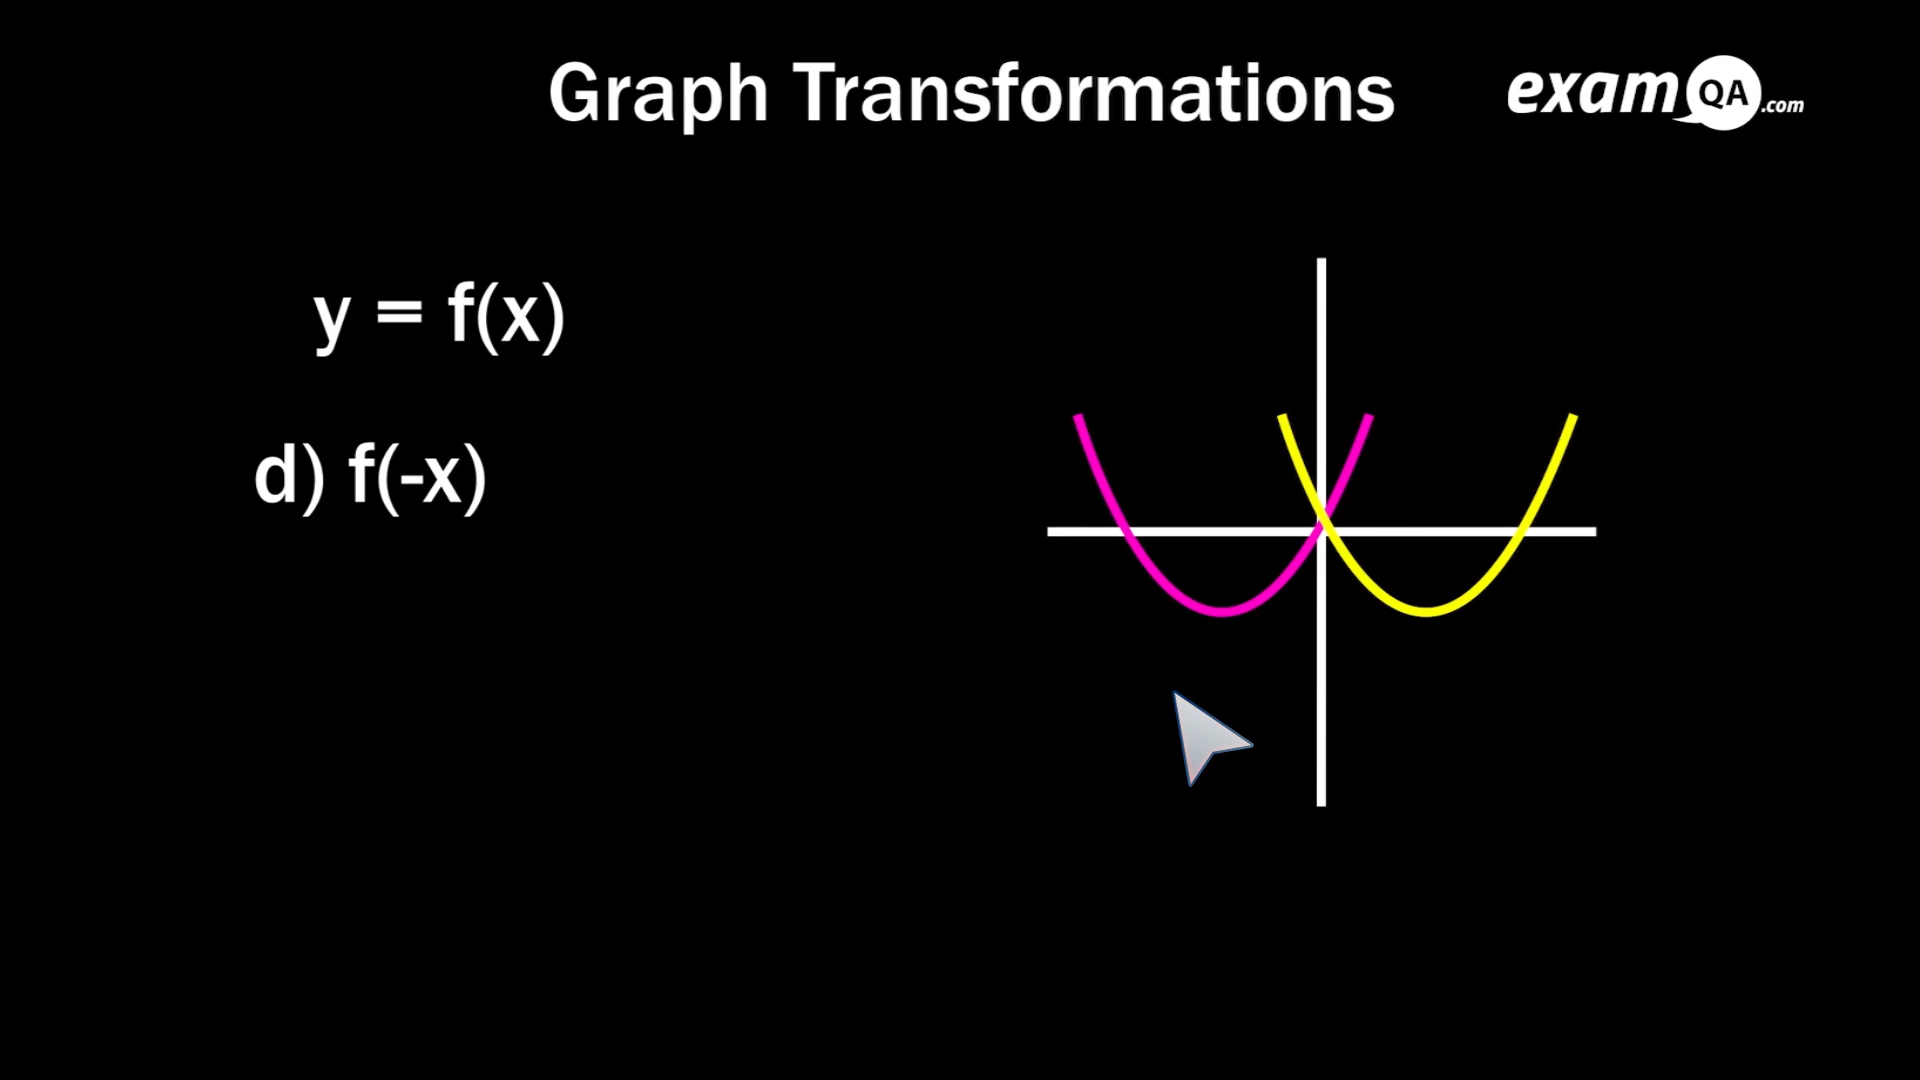 Graph Transformations
examQA.com
y = f(x)
d) f(-x)